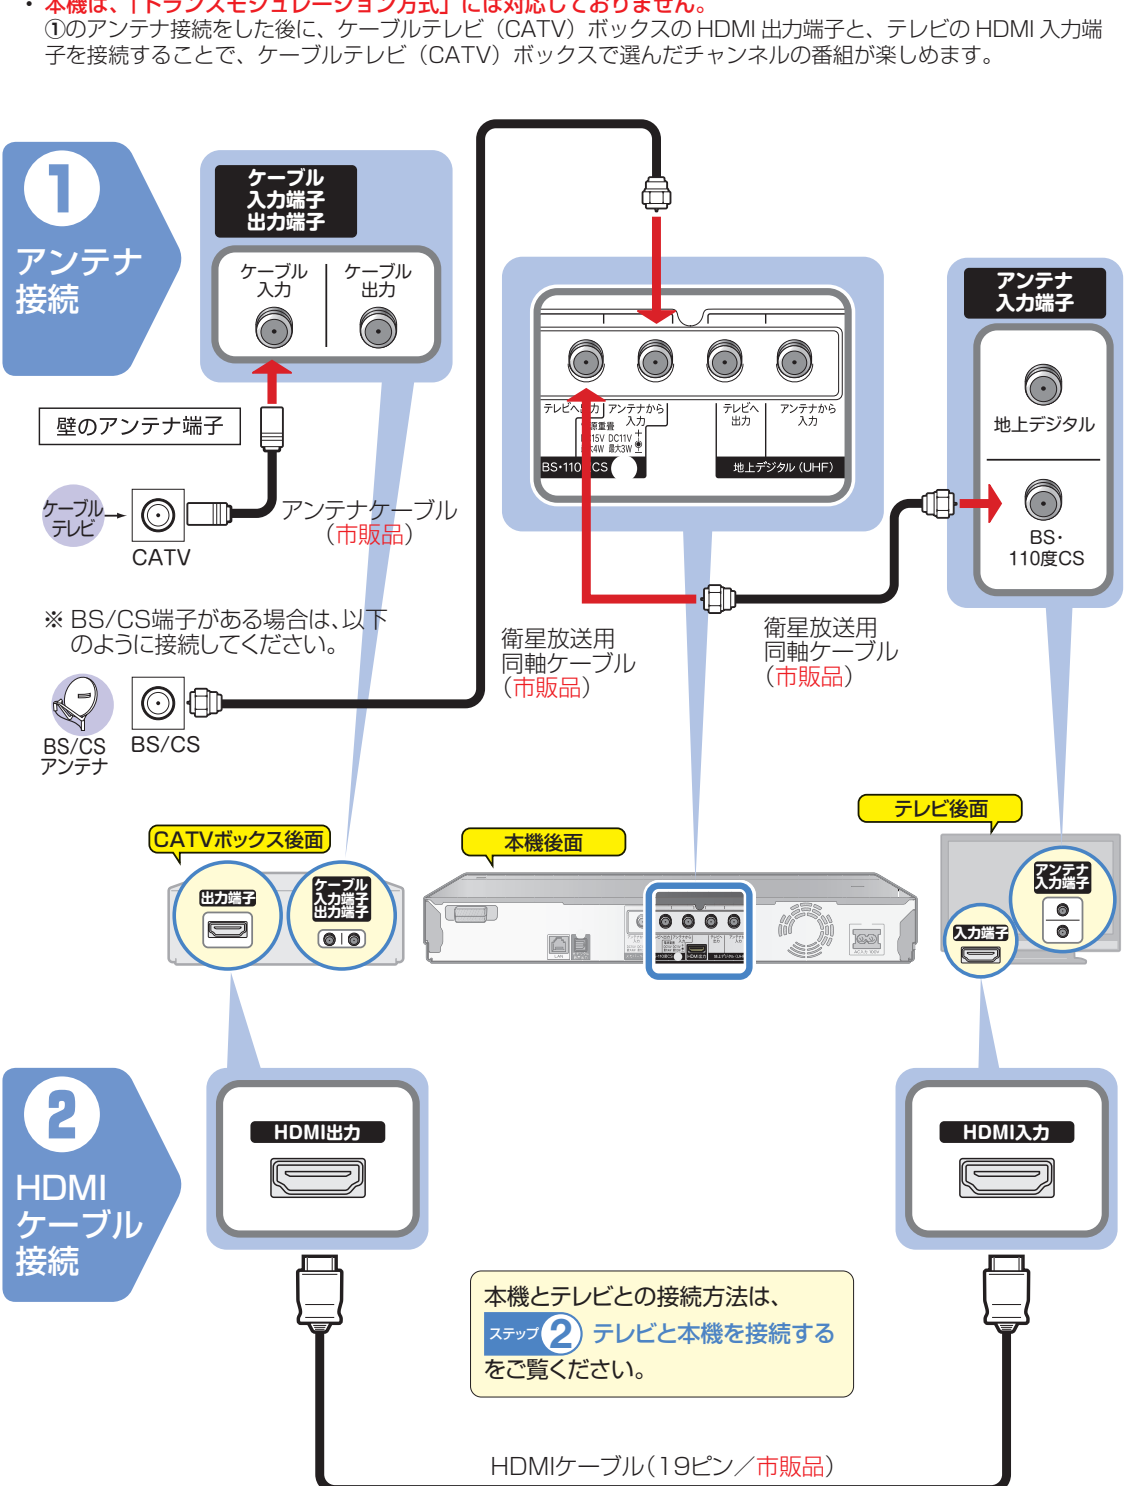 ・ 本機は、「トランスモジュレーション方式」には対応しておりません。
①のアンテナ接続をした後に、ケーブルテレビ（CATV）ボックスの HDMI 出力端子と、テレビの HDMI 入力端
子を接続することで、ケーブルテレビ（CATV）ボックスで選んだチャンネルの番組が楽しめます。
1
アンテナ
接続
ケーブル
入力端子
出力端子
ケーブル
入力
ケーブル
出力
壁のアンテナ端子
ケーブル
テレビ
CATV
アンテナケーブル
（市販品）
※ BS/CS端子がある場合は、以下
のように接続してください。
BS/CS
アンテナ
BS/CS
テレビへ出力
アンテナから
入力
DC11V
最大3W
BS・110 CS
テレビへ
出力
アンテナから
入力
地上デジタル（UHF）
アンテナ
入力端子
地上デジタル
BS・
110度CS
衛星放送用
同軸ケーブル
（市販品）
衛星放送用
同軸ケーブル
（市販品）
CATVボックス後面
出力端子
ケーブル
入力端子
出力端子
本機後面
LAN
HDMI出力
テレビ後面
アンテナ
入力端子
入力端子
2
HDMI
ケーブル
接続
HDMI出力
HDMI入力
本機とテレビとの接続方法は、
ステップ 2 テレビと本機を接続する
をご覧ください。
HDMIケーブル（19ピン／市販品）